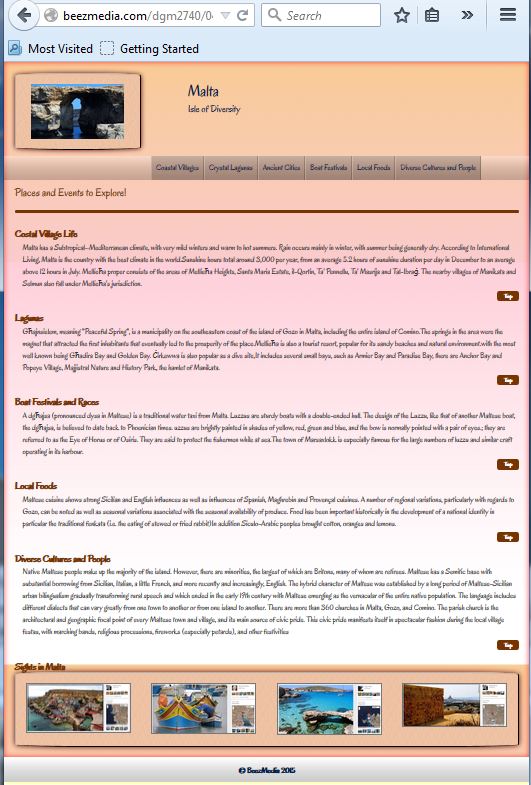 beezmedia.com/dgm2740/04
Search
Most Visited Getting Started
Malta
Isle of Diversity
Coastal Villages Crystal Lagunas Ancient Cities Boat Festivals Local Foods Diverse Cultures and People
Places and Events to Explore!
Costal Village Life
Malta has a Subtropical–Mediterranean climate, with very mild winters and warm to hot summers. Rain occurs mainly in winter, with summer being generally dry. According to International
Living, Malta is the country with the best climate in the world.Sunshine hours total around 3,000 per year, from an average 5.2 hours of sunshine duration per day in December to an average
above 12 hours in July. Mellieħa proper consists of the areas of Mellieħa Heights, Santa Maria Estate, il-Qortin, Ta' Pennellu, Ta' Masrija and Tal-Ibraġ. The nearby villages of Manikata and
Selmun also fall under Mellieħa's jurisdiction.
Top
Lagunas
Għajnsielem, meaning "Peaceful Spring", is a municipality on the southeastern coast of the island of Gozo in Malta, including the entire island of Comino.The springs in the area were the
magnet that attracted the first inhabitants that eventually led to the prosperity of the place.Mellieħa is also a tourist resort, popular for its sandy beaches and natural environment.with the most
well known being Għadira Bay and Golden Bay. Ċirkewwa is also popular as a dive site,It includes several small bays, such as Armier Bay and Paradise Bay, there are Anchor Bay and
Popeye Village, Majjistral Nature and History Park, the hamlet of Manikata.
Top
Boat Festivals and Races
A dgħajsa (pronounced dysa in Maltese) is a traditional water taxi from Malta. Luzzus are sturdy boats with a double-ended hull. The design of the Luzzu, like that of another Maltese boat,
the dgħajsa, is believed to date back to Phoenician times. uzzus are brightly painted in shades of yellow, red, green and blue, and the bow is normally pointed with a pair of eyes; they are
referred to as the Eye of Horus or of Osiris. They are said to protect the fishermen while at sea.The town of Marsaxlokk is especially famous for the large numbers of luzzu and similar craft
operating in its harbour.
Top
Local Foods
Maltese cuisine shows strong Sicilian and English influences as well as influences of Spanish, Maghrebin and Provençal cuisines. A number of regional variations, particularly with regards to
Gozo, can be noted as well as seasonal variations associated with the seasonal availability of produce. Food has been important historically in the development of a national identity in
particular the traditional fenkata (i.e. the eating of stewed or fried rabbit)In addition Siculo-Arabic peoples brought cotton, oranges and lemons.
Top
Diverse Cultures and People
Native Maltese people make up the majority of the island. However, there are minorities, the largest of which are Britons, many of whom are retirees. Maltese has a Semitic base with
substantial borrowing from Sicilian, Italian, a little French, and more recently and increasingly, English. The hybrid character of Maltese was established by a long period of Maltese-Sicilian
urban bilingualism gradually transforming rural speech and which ended in the early 19th century with Maltese emerging as the vernacular of the entire native population. The language includes
different dialects that can vary greatly from one town to another or from one island to another. There are more than 360 churches in Malta, Gozo, and Comino. The parish church is the
architectural and geographic focal point of every Maltese town and village, and its main source of civic pride. This civic pride manifests itself in spectacular fashion during the local village
festas, with marching bands, religious processions, fireworks (especially petards), and other festivities
Top
Sights in Malta
© BeezMedia 2015